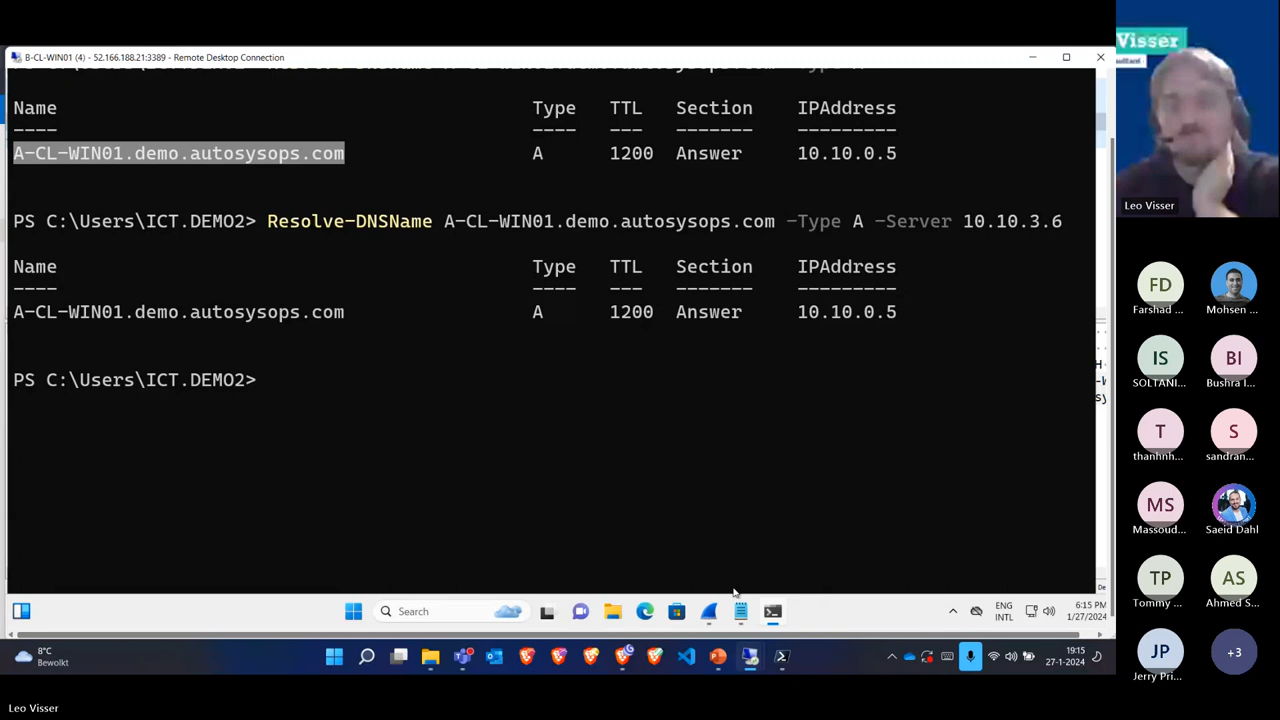 B-CL-WIN01 (4) - 52.166.188.21:3389 - Remote Desktop Connection
Name Type TTL Section IPAddress
---- ---- --- ------- ---------
A-CL-WIN01.demo.autosysops.com A 1200 Answer 10.10.0.5
PS C:\Users\ICT.DEMO2> Resolve-DNSName A-CL-WIN01.demo.autosysops.com -Type A -Server 10.10.3.6
Name Type TTL Section IPAddress
---- ---- --- ------- ---------
A-CL-WIN01.demo.autosysops.com A 1200 Answer 10.10.0.5
PS C:\Users\ICT.DEMO2>
Search
ENG
INTL
6:15 PM
1/27/2024
8°C
Bewolkt
19:15
27-1-2024
Visser
Leo Visser
FD
Farshad ...
Mohsen ...
IS
SOLTANI...
BI
Bushra I...
T
thanhnh...
S
sandran...
MS
Massoud...
Saeid Dahl
TP
Tommy ...
AS
Ahmed S...
JP
Jerry Pri...
+3
Leo Visser